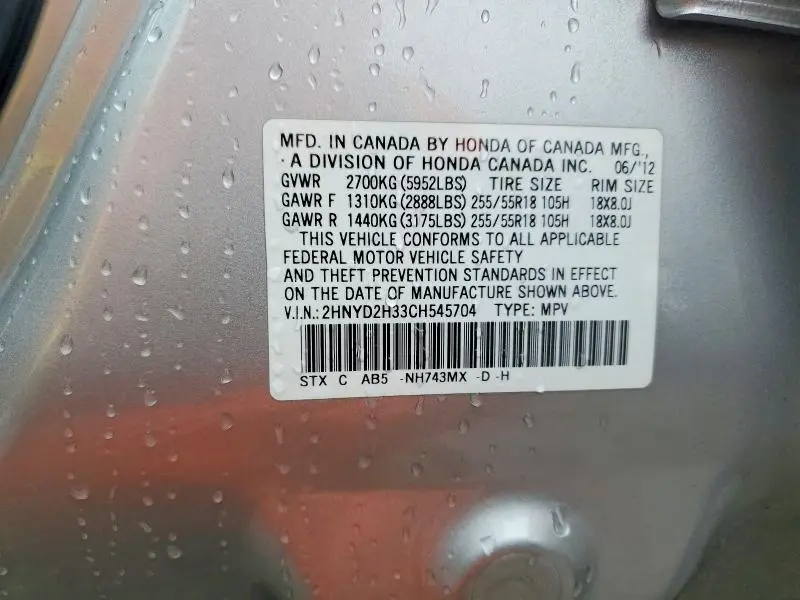 MFD. IN CANADA BY HONDA OF CANADA MFG.,
A DIVISION OF HONDA CANADA INC. 06/'12
GVWR 2700KG(5952LBS) TIRE SIZE RIM SIZE
GAWR F 1310KG(2888LBS) 255/55R18 105H 18X8.0J
GAWR R 1440KG(3175LBS) 255/55R18 105H 18X8.0J
THIS VEHICLE CONFORMS TO ALL APPLICABLE
FEDERAL MOTOR VEHICLE SAFETY
AND THEFT PREVENTION STANDARDS IN EFFECT
ON THE DATE OF MANUFACTURE SHOWN ABOVE.
V.I.N.: 2HNYD2H33CH545704 TYPE: MPV
STX C AB5 -NH743MX -D -H